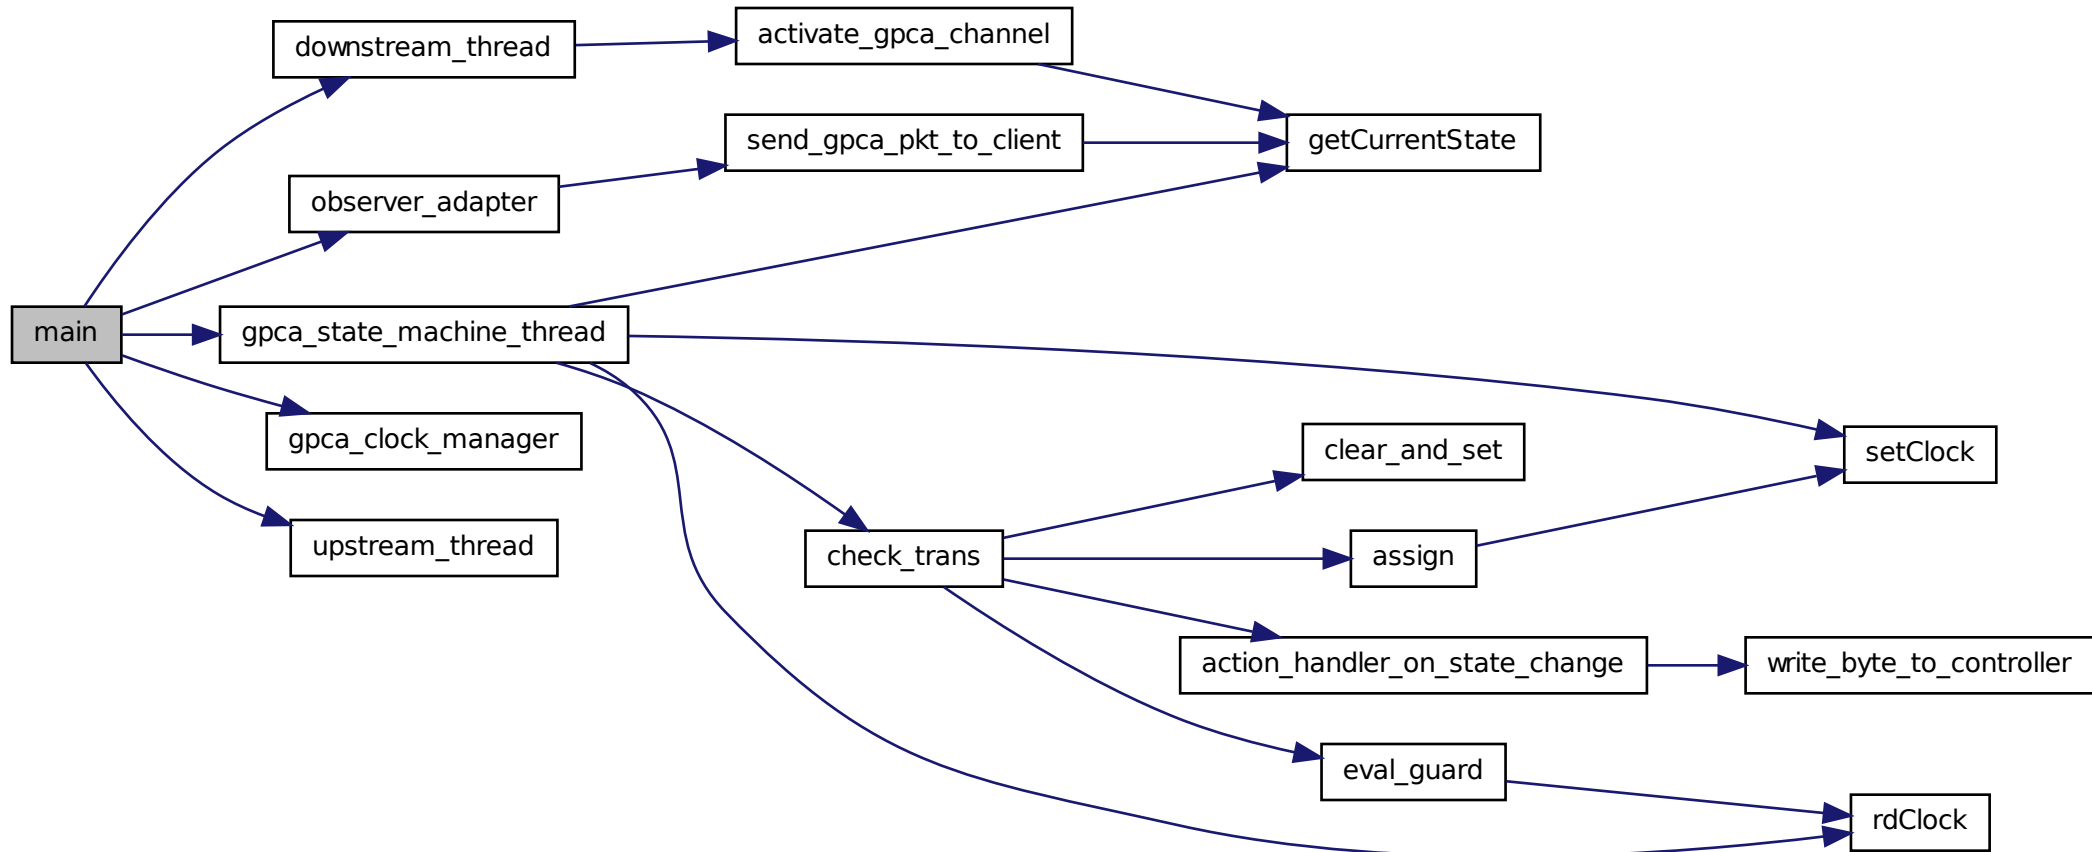 downstream_thread
activate_gpca_channel
send_gpca_pkt_to_client
getCurrentState
observer_adapter
main
gpca_state_machine_thread
gpca_clock_manager
clear_and_set
setClock
upstream_thread
check_trans
assign
action_handler_on_state_change
write_byte_to_controller
eval_guard
rdClock